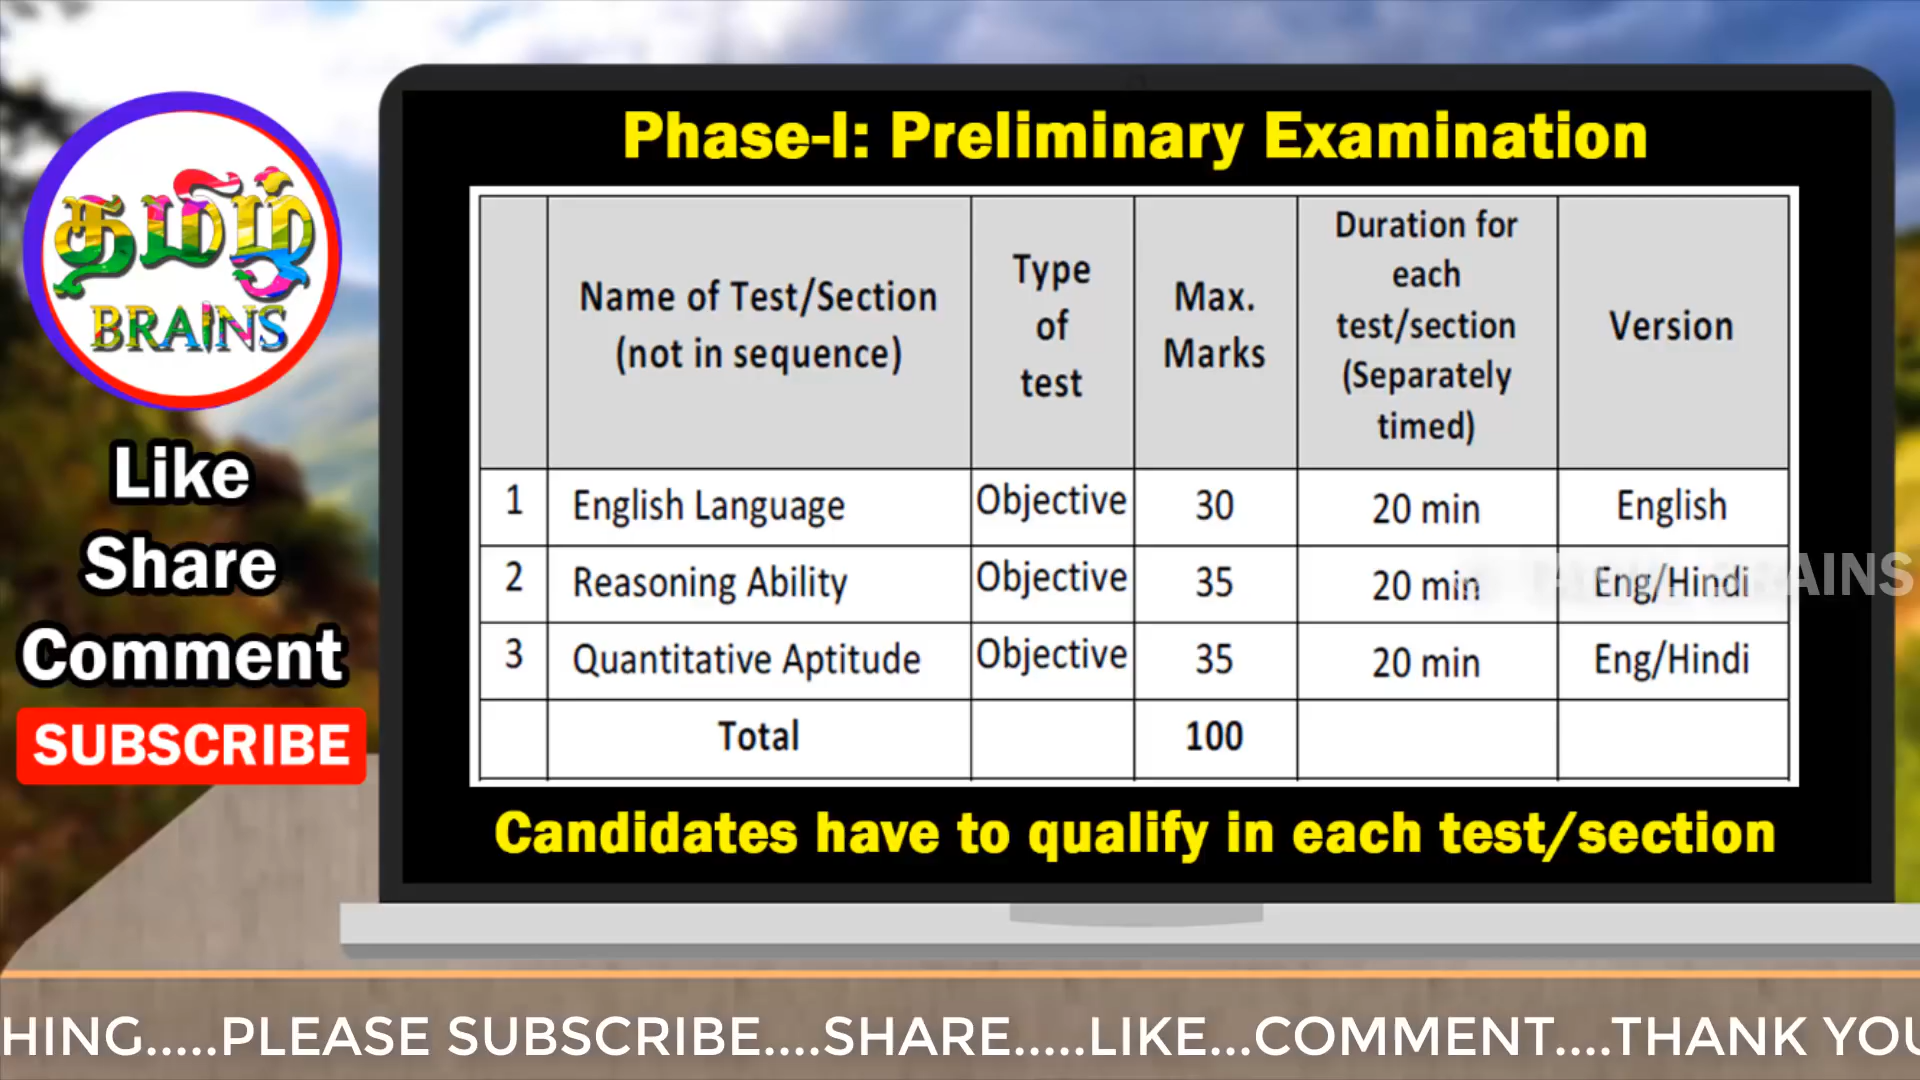 Phase-I: Preliminary Examination
Name of Test/Section
(not in sequence)
Type
of
test
Max.
Marks
Duration for
each
test/section
(Separately
timed)
Version
1 English Language Objective 30 20 min English
2 Reasoning Ability Objective 35 20 min Eng/Hindi
3 Quantitative Aptitude Objective 35 20 min Eng/Hindi
Total 100
Candidates have to qualify in each test/section
தமிழ்
BRAINS
Like
Share
Comment
SUBSCRIBE
BRAINS
HING.....PLEASE SUBSCRIBE....SHARE.....LIKE...COMMENT....THANK YOU